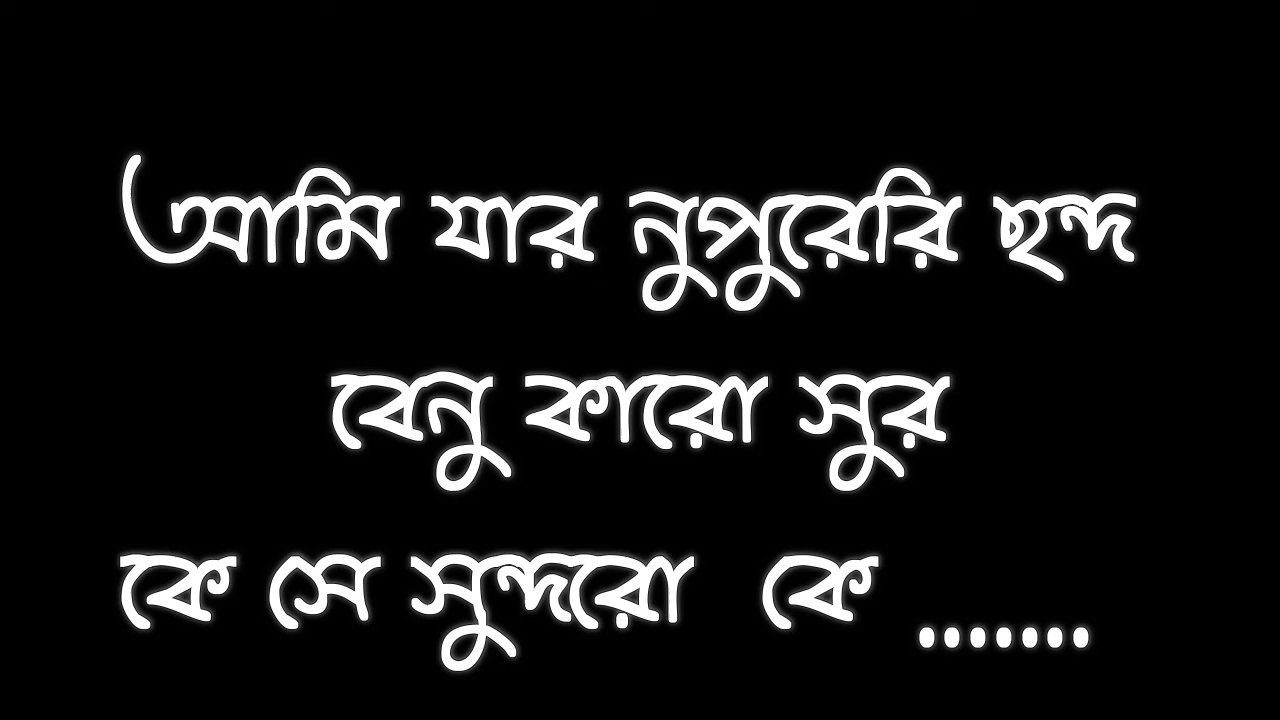 আমি যার নুপুরেরি ছন্দ
বেনু কারো সুর
কে সে সুন্দরো কে .......